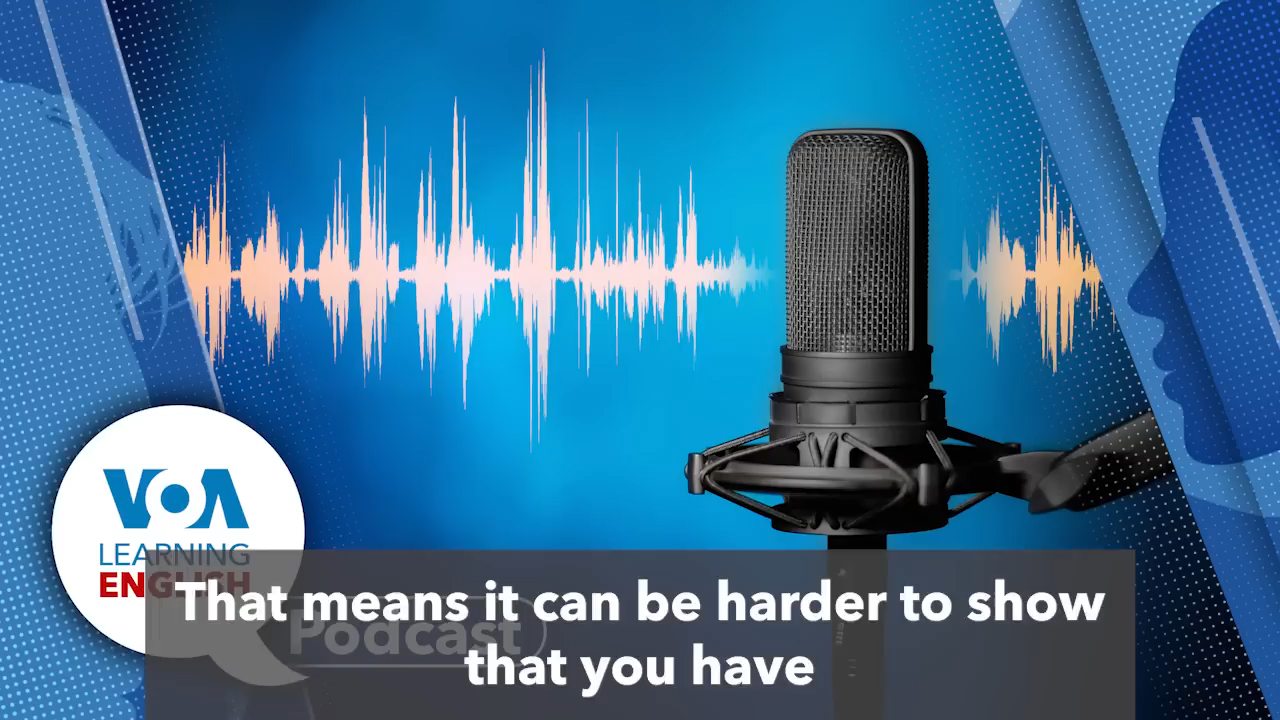 VOA
LEARNING
ENGLISH
Podcast
That means it can be harder to show
that you have